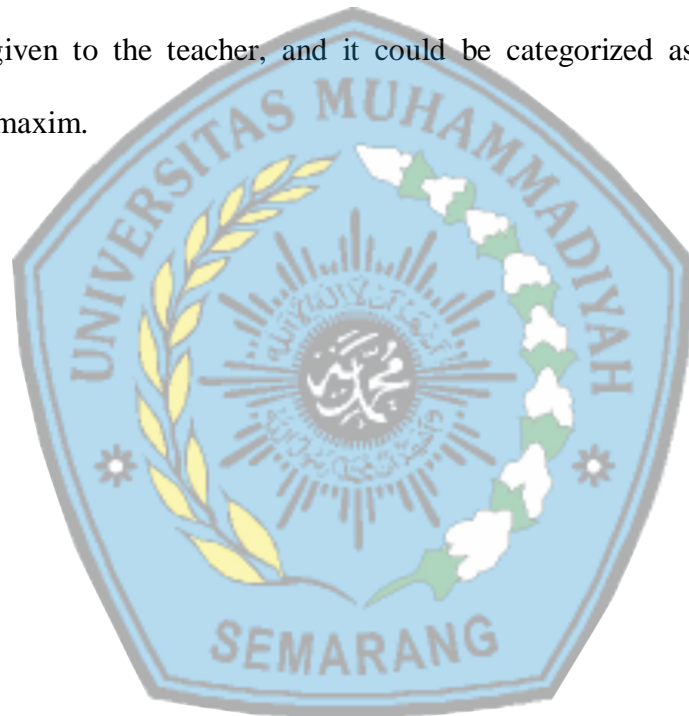 given to the teacher, and it could be categorized as
maxim.
UNIVERSITAS MUHAMMADIYAH
SEMARANG